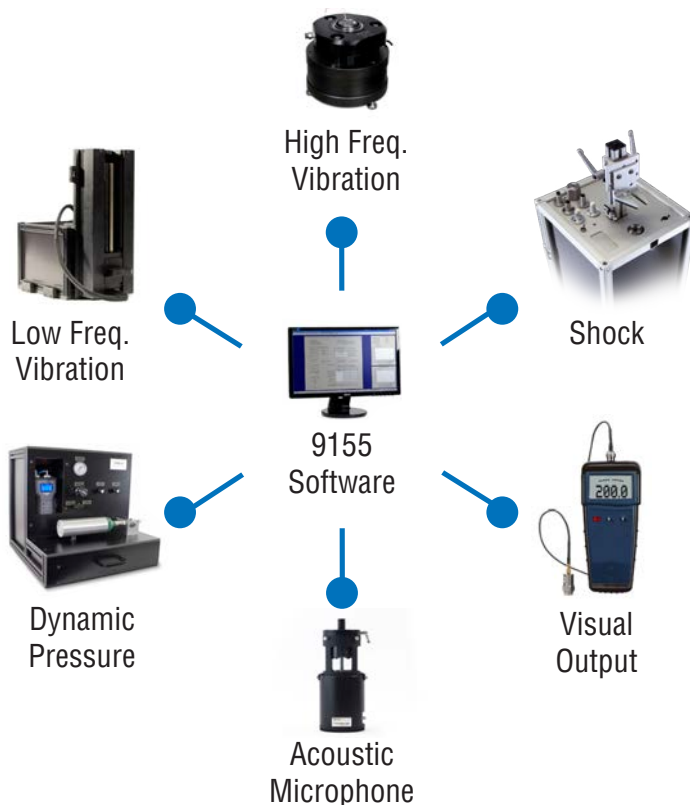 High Freq.
Vibration
Low Freq.
Vibration
Shock
9155
Software
200.0
Dynamic
Pressure
Visual
Output
Acoustic
Microphone